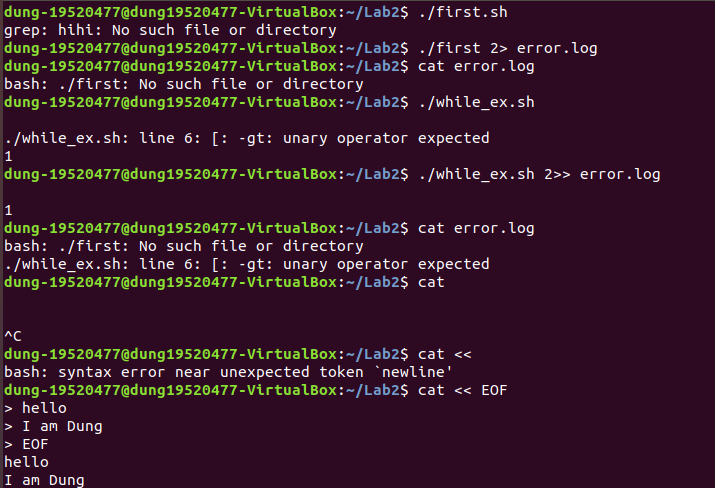 dung-19520477@dung19520477-VirtualBox:~/Lab2$ ./first.sh
grep: hihi: No such file or directory
dung-19520477@dung19520477-VirtualBox:~/Lab2$ ./first 2> error.log
dung-19520477@dung19520477-VirtualBox:~/Lab2$ cat error.log
bash: ./first: No such file or directory
dung-19520477@dung19520477-VirtualBox:~/Lab2$ ./while_ex.sh
./while_ex.sh: line 6: [: -gt: unary operator expected
1
dung-19520477@dung19520477-VirtualBox:~/Lab2$ ./while_ex.sh 2>> error.log
1
dung-19520477@dung19520477-VirtualBox:~/Lab2$ cat error.log
bash: ./first: No such file or directory
./while_ex.sh: line 6: [: -gt: unary operator expected
dung-19520477@dung19520477-VirtualBox:~/Lab2$ cat
^C
dung-19520477@dung19520477-VirtualBox:~/Lab2$ cat <<
bash: syntax error near unexpected token `newline'
dung-19520477@dung19520477-VirtualBox:~/Lab2$ cat << EOF
> hello
> I am Dung
> EOF
hello
I am Dung